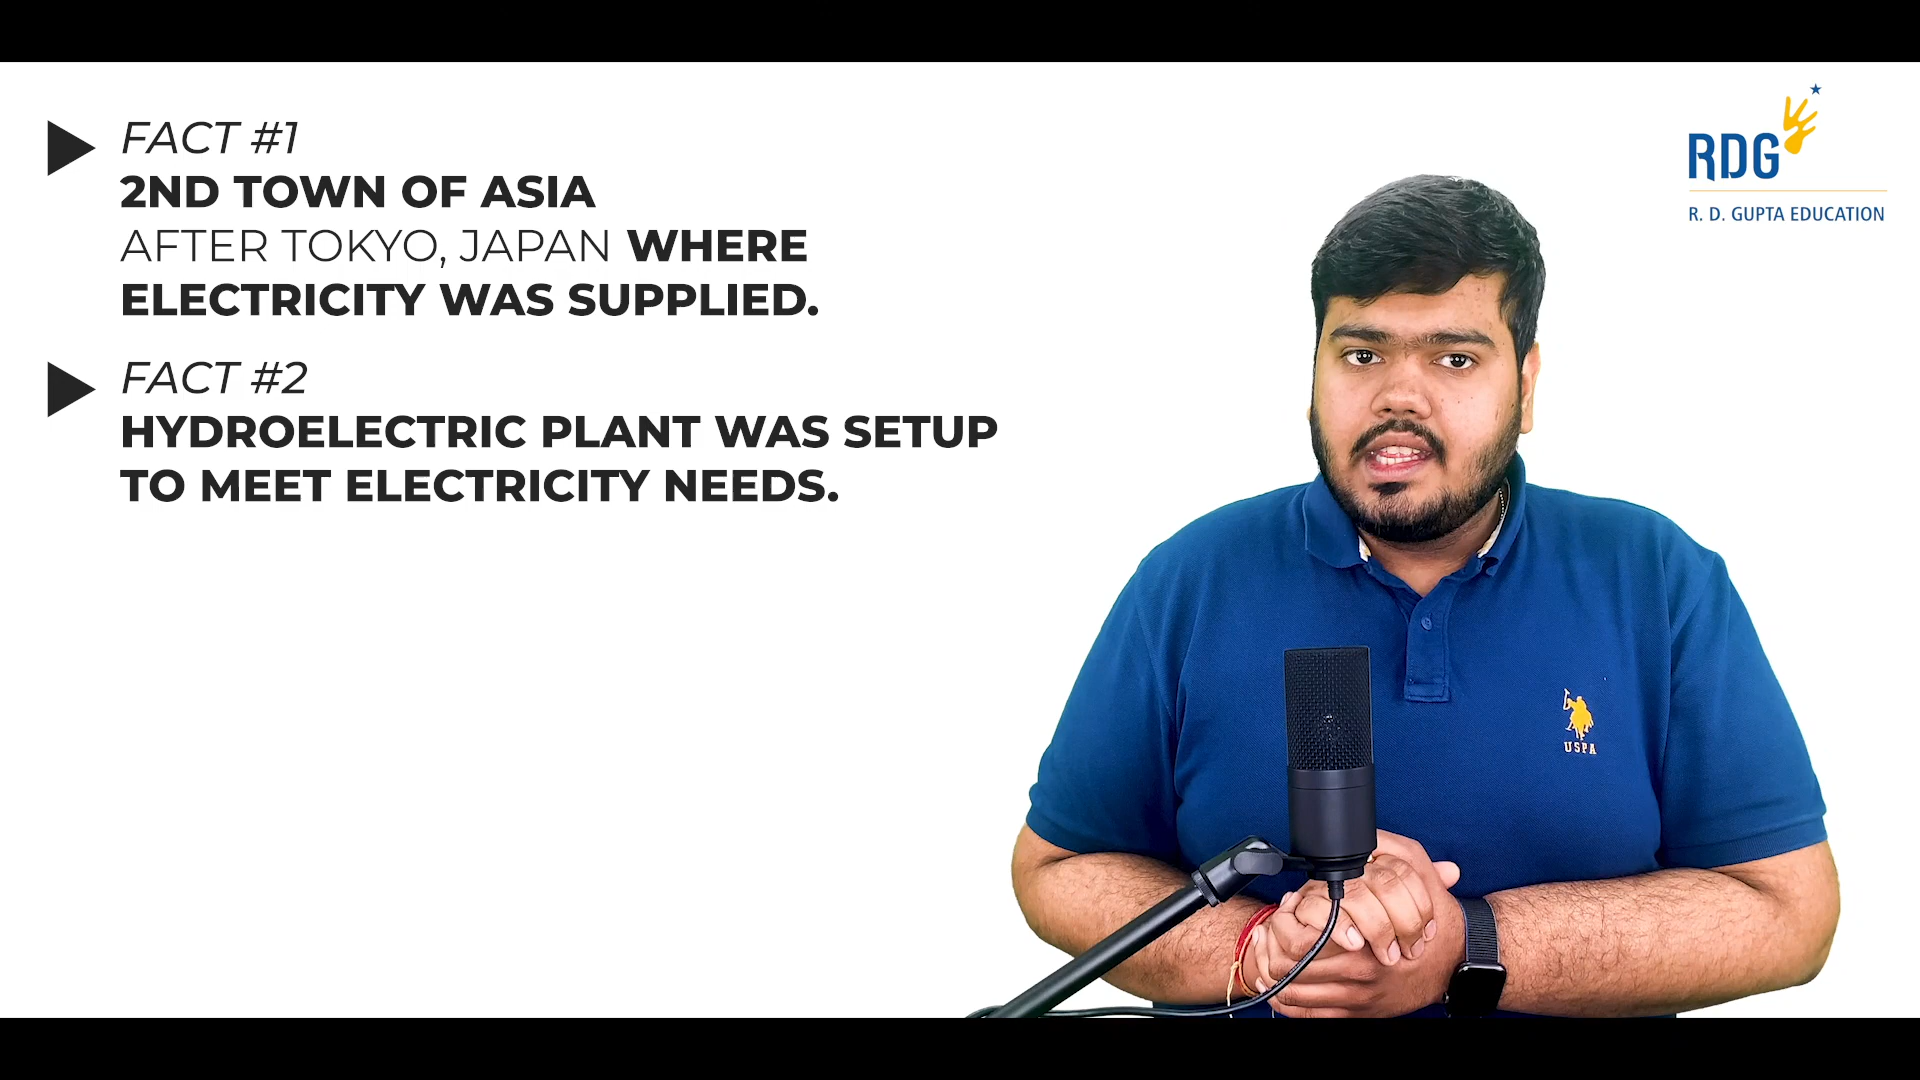 FACT #1
2ND TOWN OF ASIA
AFTER TOKYO, JAPAN WHERE
ELECTRICITY WAS SUPPLIED.
FACT #2
HYDROELECTRIC PLANT WAS SETUP
TO MEET ELECTRICITY NEEDS.
RDG
R. D. GUPTA EDUCATION
USPA